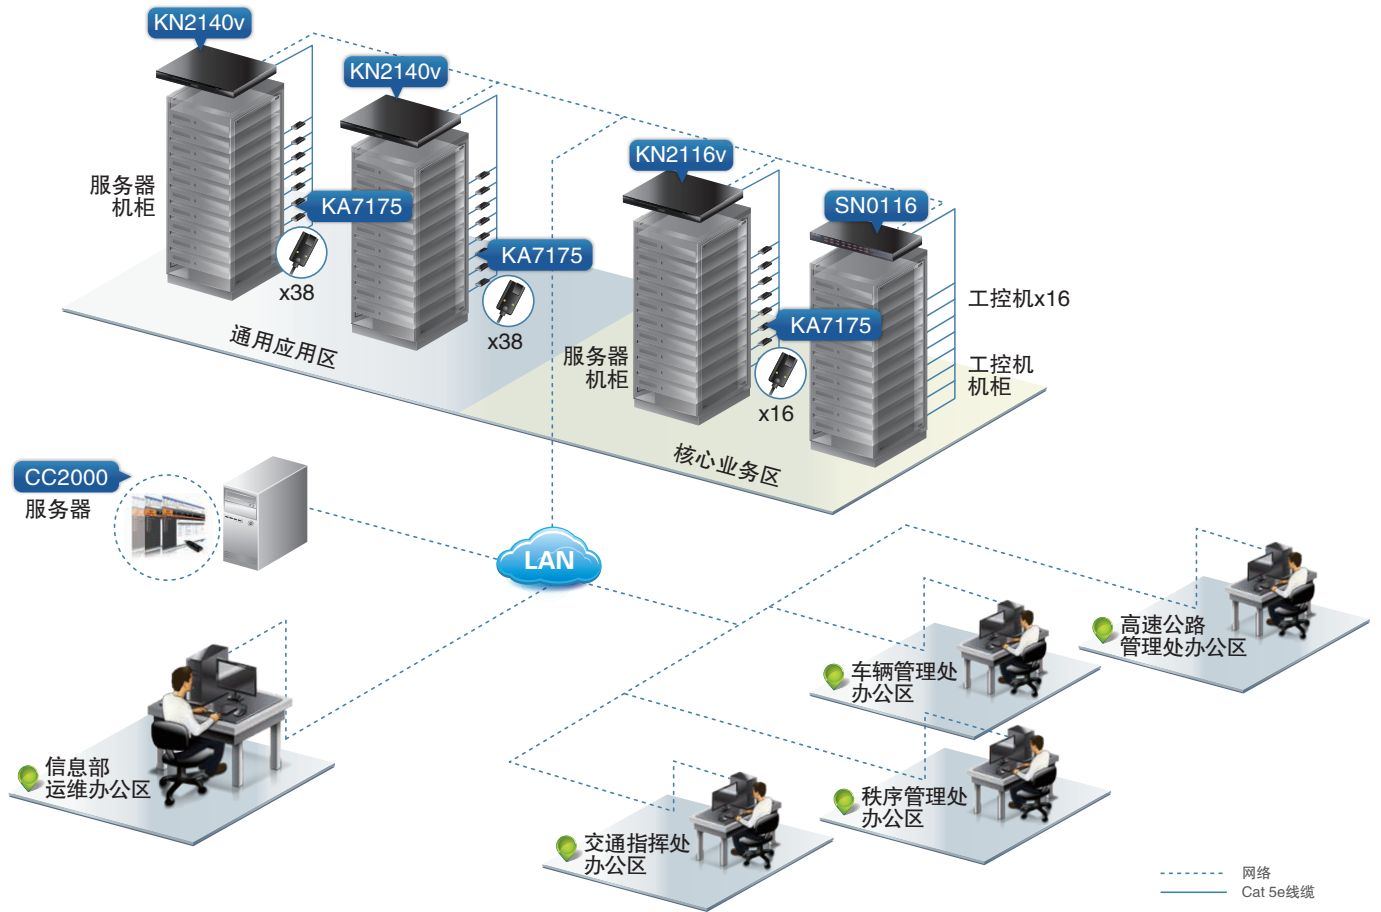 KN2140v
KN2140v
KN2116v
SN0116
服务器
机柜
KA7175
x38
KA7175
x38
通用应用区
服务器
机柜
KA7175
x16
工控机x16
工控机
机柜
核心业务区
CC2000
服务器
LAN
高速公路
管理处办公区
车辆管理处
办公区
信息部
运维办公区
秩序管理处
办公区
交通指挥处
办公区
网络
Cat 5e线缆